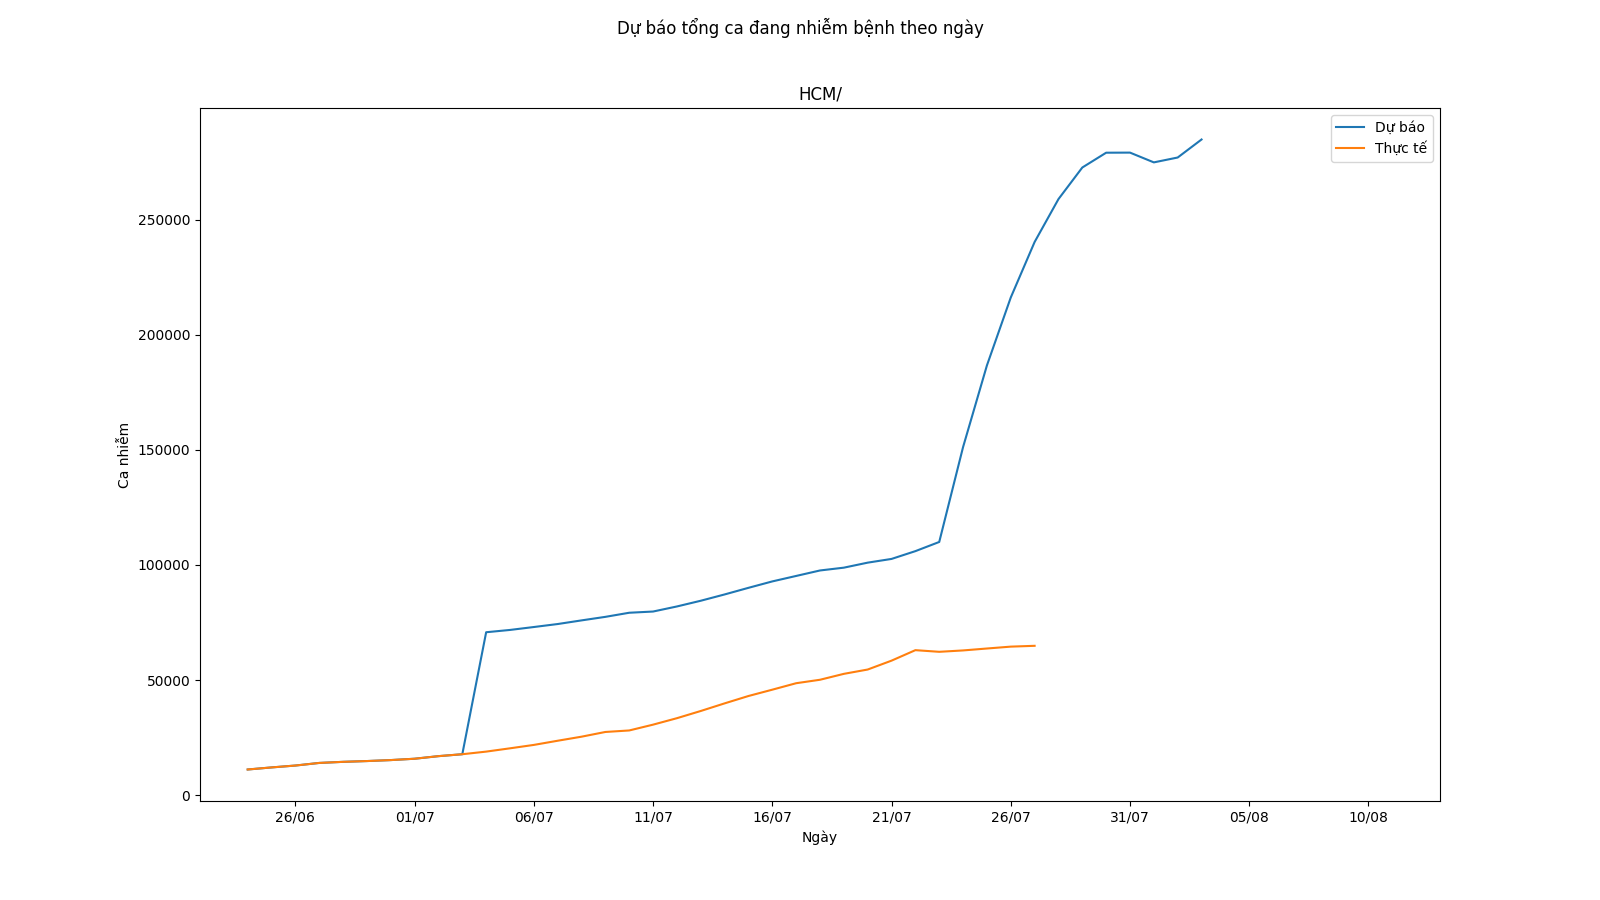 Dự báo tổng ca đang nhiễm bệnh theo ngày
HCM/
Dự báo
Thực tế
250000
200000
150000
100000
50000
0
Ca nhiễm
26/06 01/07 06/07 11/07 16/07 21/07 26/07 31/07 05/08 10/08
Ngày